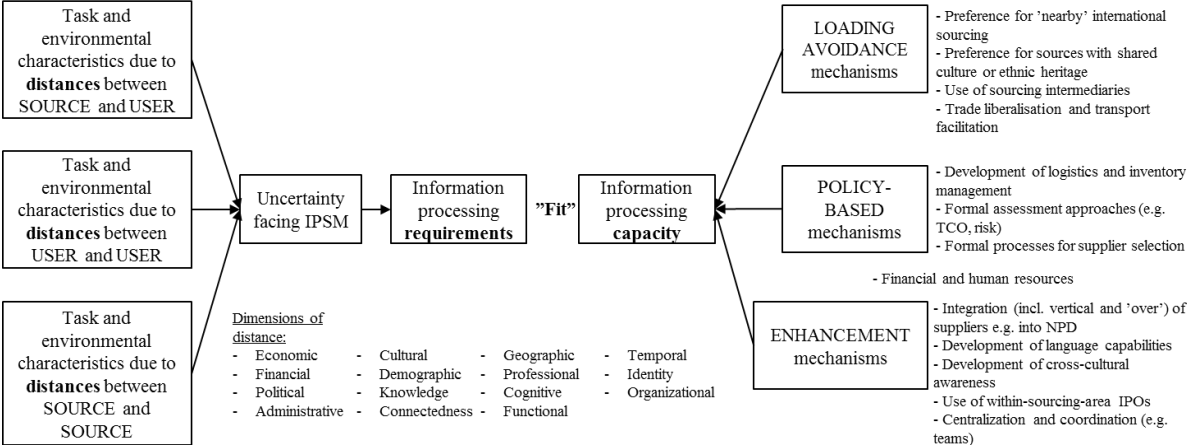 Task and
environmental
characteristics due to
distances between
SOURCE and USER
Task and
environmental
characteristics due to
distances between
USER and USER
Task and
environmental
characteristics due to
distances between
SOURCE and
SOURCE
Uncertainty
facing IPSM
Information
processing
requirements
”Fit”
Information
processing
capacity
Dimensions of
distance:
- Economic - Cultural - Geographic - Temporal
- Financial - Demographic - Professional - Identity
- Political - Knowledge - Cognitive - Organizational
- Administrative - Connectedness - Functional
LOADING
AVOIDANCE
mechanisms
- Preference for ’nearby’ international
sourcing
- Preference for sources with shared
culture or ethnic heritage
- Use of sourcing intermediaries
- Trade liberalisation and transport
facilitation
POLICY-
BASED
mechanisms
- Development of logistics and inventory
management
- Formal assessment approaches (e.g.
TCO, risk)
- Formal processes for supplier selection
- Financial and human resources
ENHANCEMENT
mechanisms
- Integration (incl. vertical and ’over’) of
suppliers e.g. into NPD
- Development of language capabilities
- Development of cross-cultural
awareness
- Use of within-sourcing-area IPOs
- Centralization and coordination (e.g.
teams)